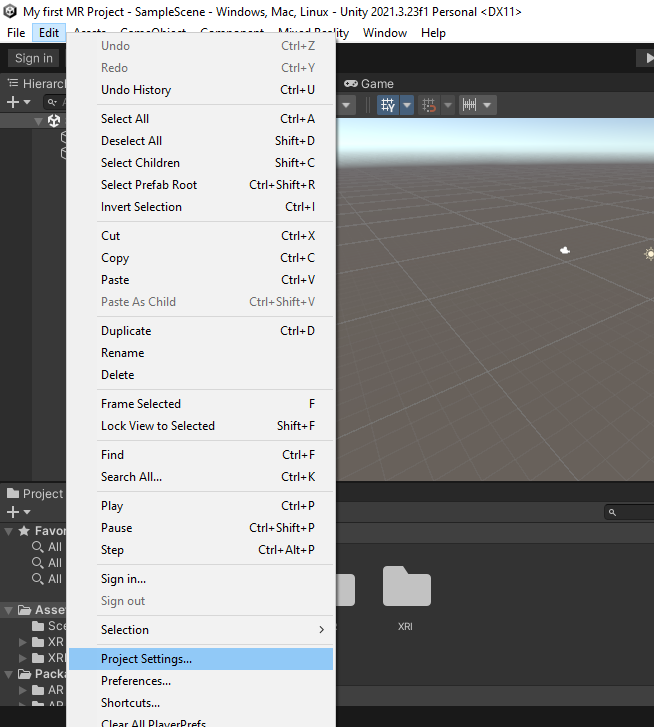 My first MR Project - SampleScene - Windows, Mac, Linux - Unity 2021.3.23f1 Personal <DX11>
File Edit Assets GameObject Component Mixed Reality Window Help
Sign in
Hierarch
Game
Undo Ctrl+Z
Redo Ctrl+Y
Undo History Ctrl+U
Select All Ctrl+A
Deselect All Shift+D
Select Children Shift+C
Select Prefab Root Ctrl+Shift+R
Invert Selection Ctrl+I
Cut Ctrl+X
Copy Ctrl+C
Paste Ctrl+V
Paste As Child Ctrl+Shift+V
Duplicate Ctrl+D
Rename
Delete
Frame Selected F
Lock View to Selected Shift+F
Find Ctrl+F
Search All... Ctrl+K
Play Ctrl+P
Pause Ctrl+Shift+P
Step Ctrl+Alt+P
Sign in...
Sign out
Selection
Project Settings...
Preferences...
Shortcuts...
Clear All PlayerPrefs
Project
Favor
All
All
All
Asse
Sce
XR
XRI
Pack
AR
AR
XRI